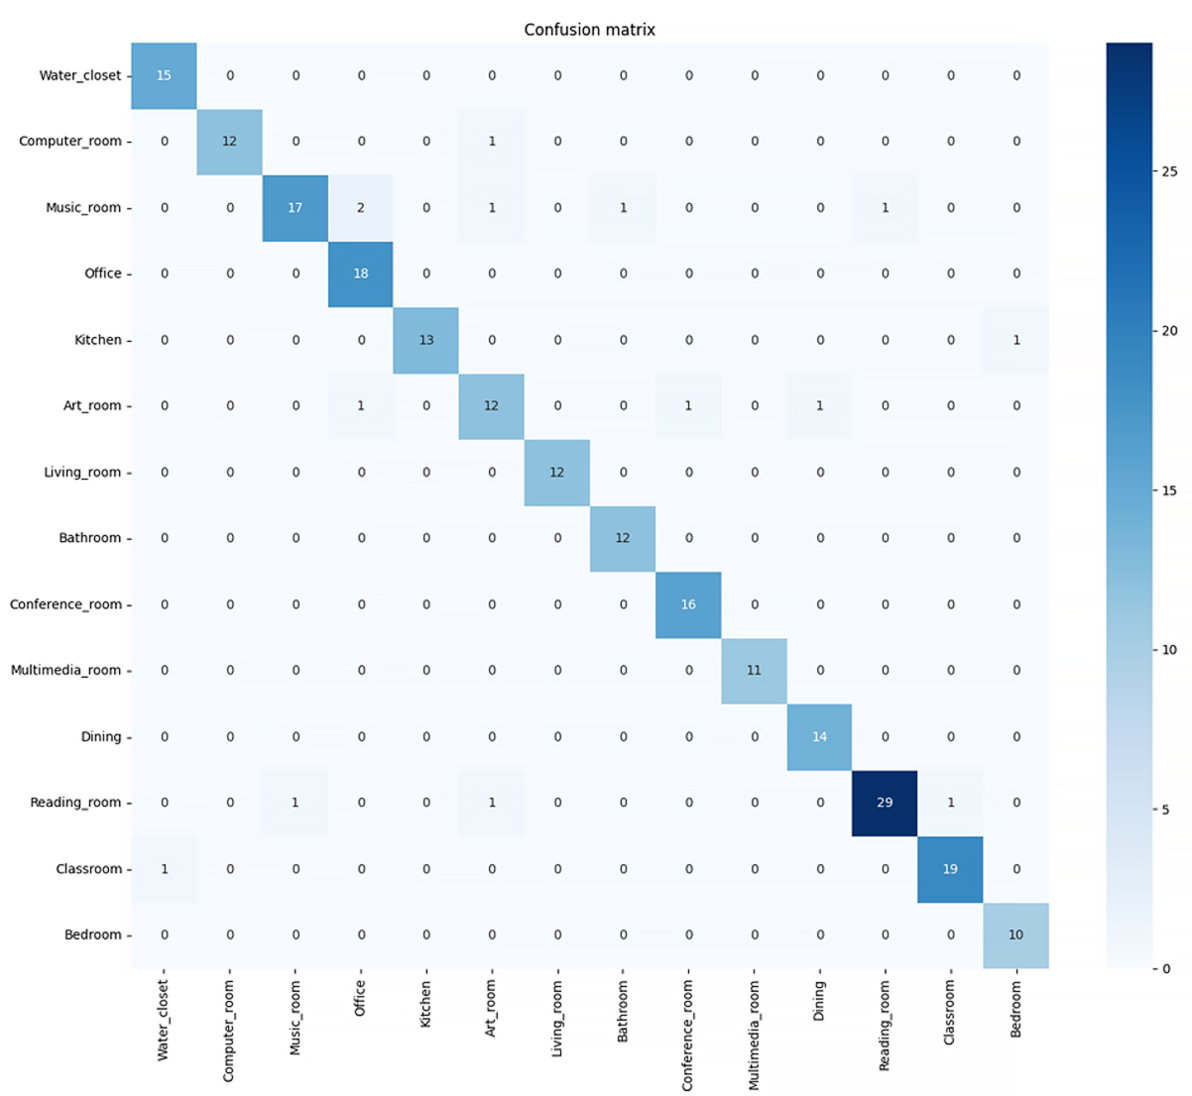 Confusion matrix
Water_closet 15 0 0 0 0 0 0 0 0 0 0 0 0 0
Computer_room 0 12 0 0 0 1 0 0 0 0 0 0 0 0
Music_room 0 0 17 2 0 1 0 1 0 0 0 1 0 0
Office 0 0 0 18 0 0 0 0 0 0 0 0 0 0
Kitchen 0 0 0 0 13 0 0 0 0 0 0 0 0 1
Art_room 0 0 0 1 0 12 0 0 1 0 1 0 0 0
Living_room 0 0 0 0 0 0 12 0 0 0 0 0 0 0
Bathroom 0 0 0 0 0 0 0 12 0 0 0 0 0 0
Conference_room 0 0 0 0 0 0 0 0 16 0 0 0 0 0
Multimedia_room 0 0 0 0 0 0 0 0 0 11 0 0 0 0
Dining 0 0 0 0 0 0 0 0 0 0 14 0 0 0
Reading_room 0 0 1 0 0 1 0 0 0 0 0 29 1 0
Classroom 1 0 0 0 0 0 0 0 0 0 0 0 19 0
Bedroom 0 0 0 0 0 0 0 0 0 0 0 0 0 10
Water_closet
Computer_room
Music_room
Office
Kitchen
Art_room
Living_room
Bathroom
Conference_room
Multimedia_room
Dining
Reading_room
Classroom
Bedroom
25
20
15
10
5
0